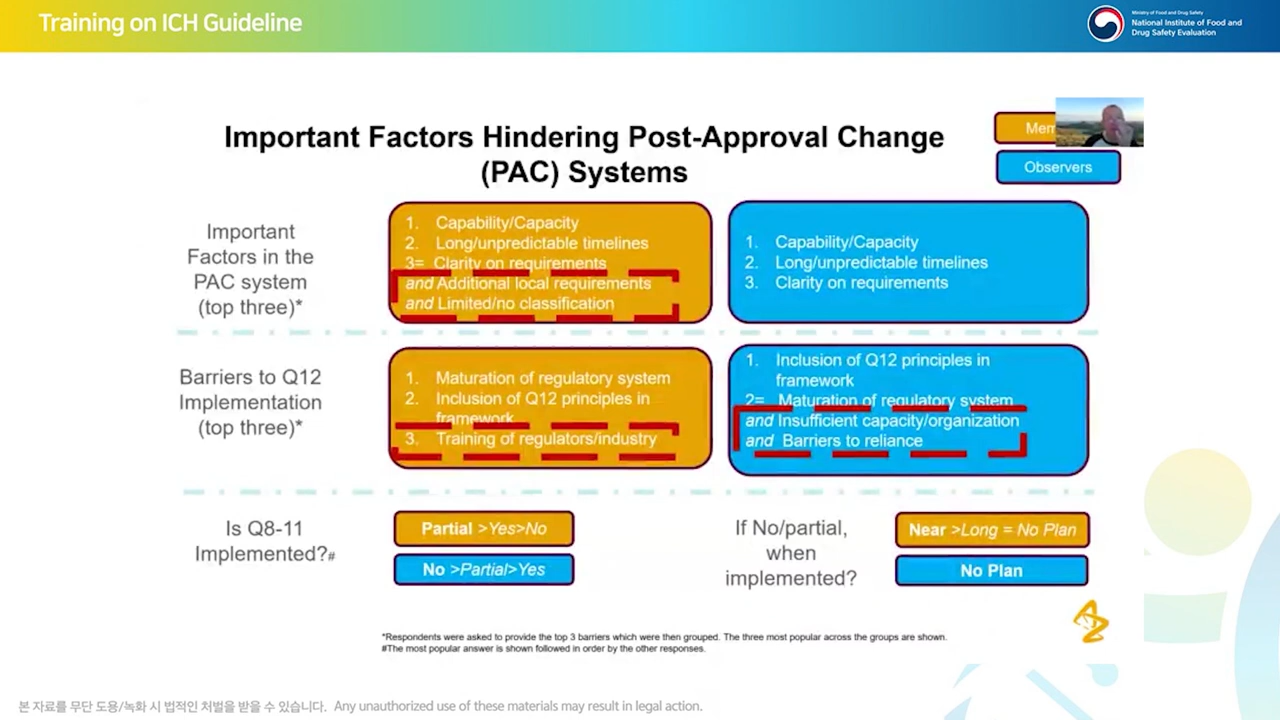 Training on ICH Guideline
Ministry of Food and Drug Safety
National Institute of Food and
Drug Safety Evaluation
Important Factors Hindering Post-Approval Change
(PAC) Systems
Observers
Important
Factors in the
PAC system
(top three)*
1. Capability/Capacity
2. Long/unpredictable timelines
3= Clarity on requirements
and Additional local requirements
and Limited/no classification
1. Capability/Capacity
2. Long/unpredictable timelines
3. Clarity on requirements
Barriers to Q12
Implementation
(top three)*
1. Maturation of regulatory system
2. Inclusion of Q12 principles in
framework
3. Training of regulators/industry
1. Inclusion of Q12 principles in
framework
2= Maturation of regulatory system
and Insufficient capacity/organization
and Barriers to reliance
Is Q8-11
Implemented?#
Partial >Yes>No
No >Partial>Yes
If No/partial,
when
implemented?
Near >Long = No Plan
No Plan
*Respondents were asked to provide the top 3 barriers which were then grouped. The three most popular across the groups are shown.
#The most popular answer is shown followed in order by the other responses.
본 자료를 무단 도용/녹화 시 법적인 처벌을 받을 수 있습니다. Any unauthorized use of these materials may result in legal action.